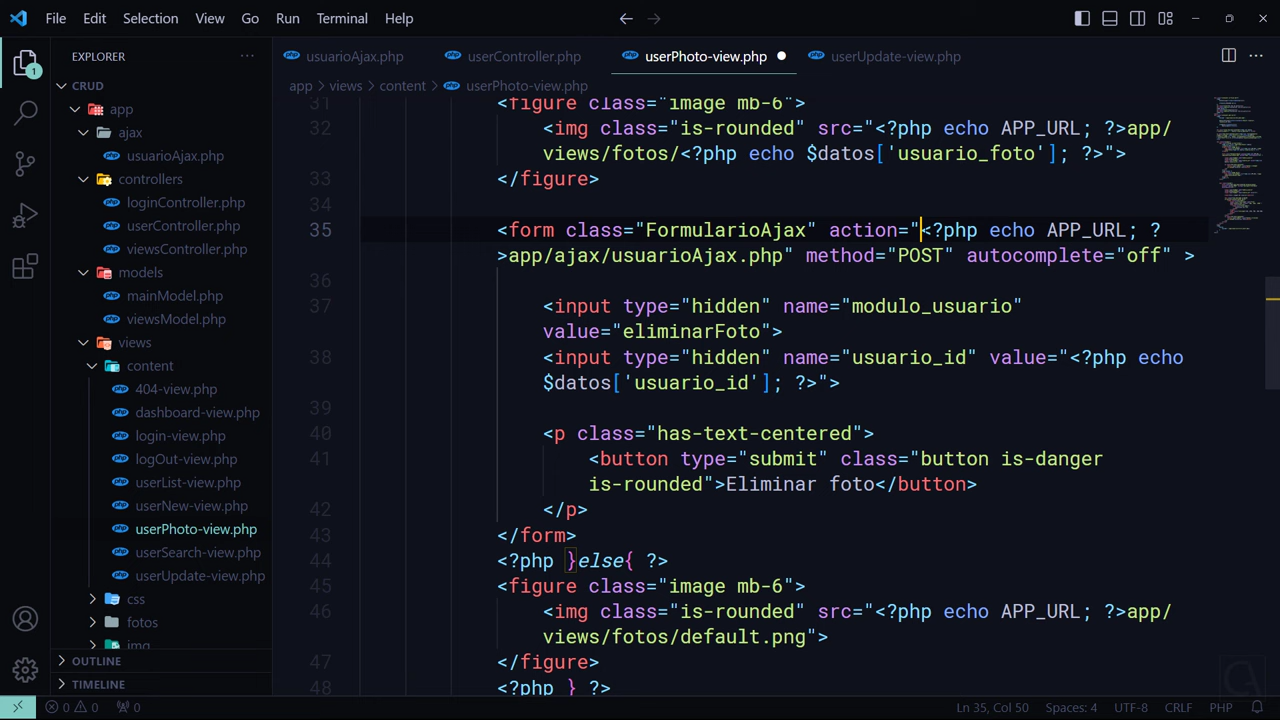 File Edit Selection View Go Run Terminal Help
EXPLORER
1
CRUD
app
ajax
usuarioAjax.php
controllers
loginController.php
userController.php
viewsController.php
models
mainModel.php
viewsModel.php
views
content
404-view.php
dashboard-view.php
login-view.php
logOut-view.php
userList-view.php
userNew-view.php
userPhoto-view.php
userSearch-view.php
userUpdate-view.php
css
fotos
img
OUTLINE
TIMELINE
usuarioAjax.php userController.php userPhoto-view.php userUpdate-view.php
app > views > content > userPhoto-view.php
31 <figure class="image mb-6">
32 <img class="is-rounded" src="<?php echo APP_URL; ?>app/
views/fotos/<?php echo $datos['usuario_foto']; ?>">
33 </figure>
34
35 <form class="FormularioAjax" action="<?php echo APP_URL; ?
>app/ajax/usuarioAjax.php" method="POST" autocomplete="off" >
36
37 <input type="hidden" name="modulo_usuario"
value="eliminarFoto">
38 <input type="hidden" name="usuario_id" value="<?php echo
$datos['usuario_id']; ?>">
39
40 <p class="has-text-centered">
41 <button type="submit" class="button is-danger
is-rounded">Eliminar foto</button>
42 </p>
43 </form>
44 <?php }else{ ?>
45 <figure class="image mb-6">
46 <img class="is-rounded" src="<?php echo APP_URL; ?>app/
views/fotos/default.png">
47 </figure>
48 <?php } ?>
0 0 0 Ln 35, Col 50 Spaces: 4 UTF-8 CRLF PHP